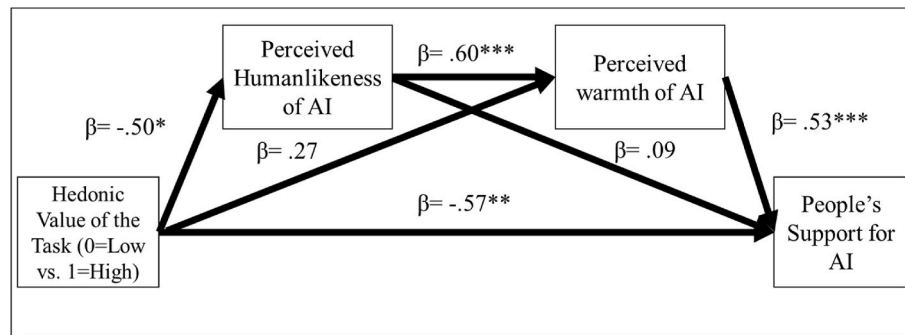 Perceived
Humanlikeness
of AI
β= .60***
Perceived
warmth of AI
β= -.50*
β= .27
β= .09
β= .53***
Hedonic
Value of the
Task (0=Low
vs. 1=High)
β= -.57**
People’s
Support for
AI